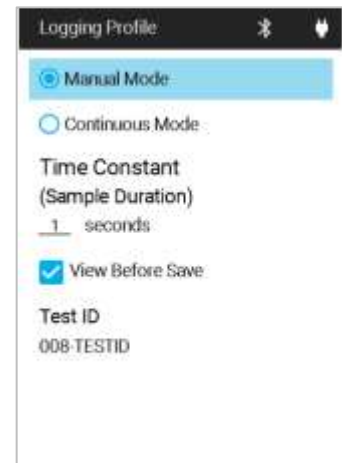 Logging Profile
Manual Mode
Continuous Mode
Time Constant
(Sample Duration)
1 seconds
View Before Save
Test ID
008-TESTID